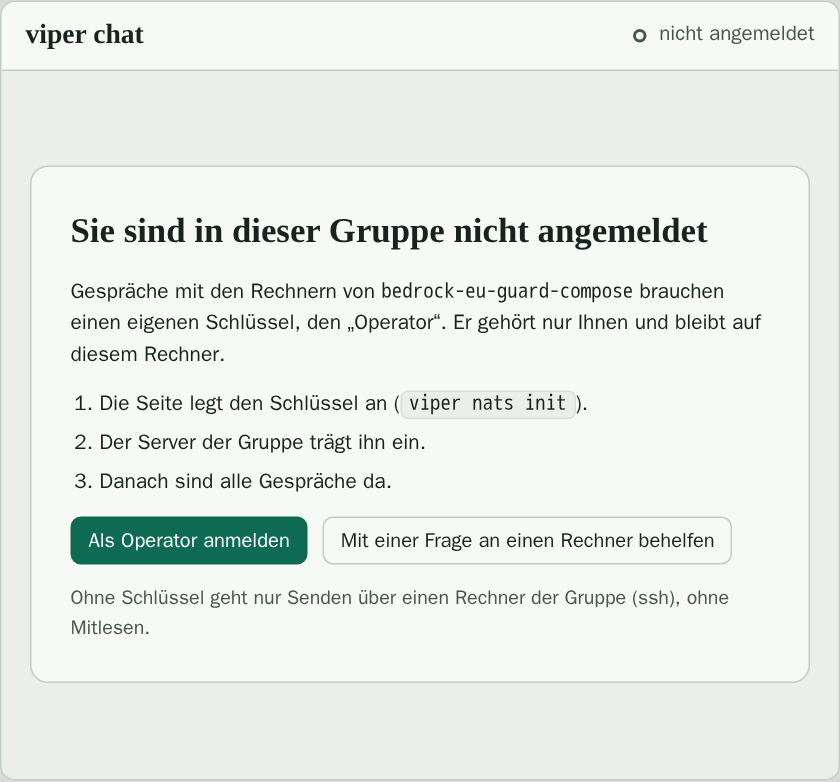 viper chat
nicht angemeldet
Sie sind in dieser Gruppe nicht angemeldet
Gespräche mit den Rechnern von bedrock-eu-guard-compose brauchen
einen eigenen Schlüssel, den „Operator“. Er gehört nur Ihnen und bleibt auf
diesem Rechner.
1. Die Seite legt den Schlüssel an ( viper nats init ).
2. Der Server der Gruppe trägt ihn ein.
3. Danach sind alle Gespräche da.
Als Operator anmelden
Mit einer Frage an einen Rechner behelfen
Ohne Schlüssel geht nur Senden über einen Rechner der Gruppe (ssh), ohne
Mitlesen.